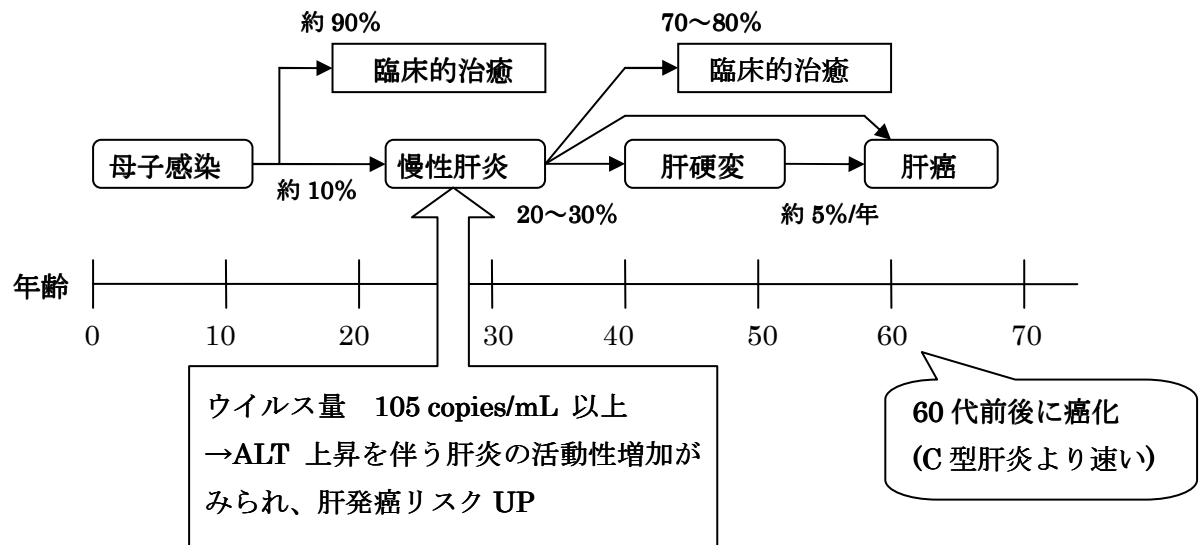 約90% 70～80%
臨床的治癒 臨床的治癒
母子感染 慢性肝炎 肝硬変 肝癌
約 10% 20～30% 約 5%/年
年齢
0 10 20 30 40 50 60 70
ウイルス量 105 copies/mL 以上
→ALT 上昇を伴う肝炎の活動性増加が
みられ、肝発癌リスク UP
60 代前後に癌化
(C 型肝炎より速い)